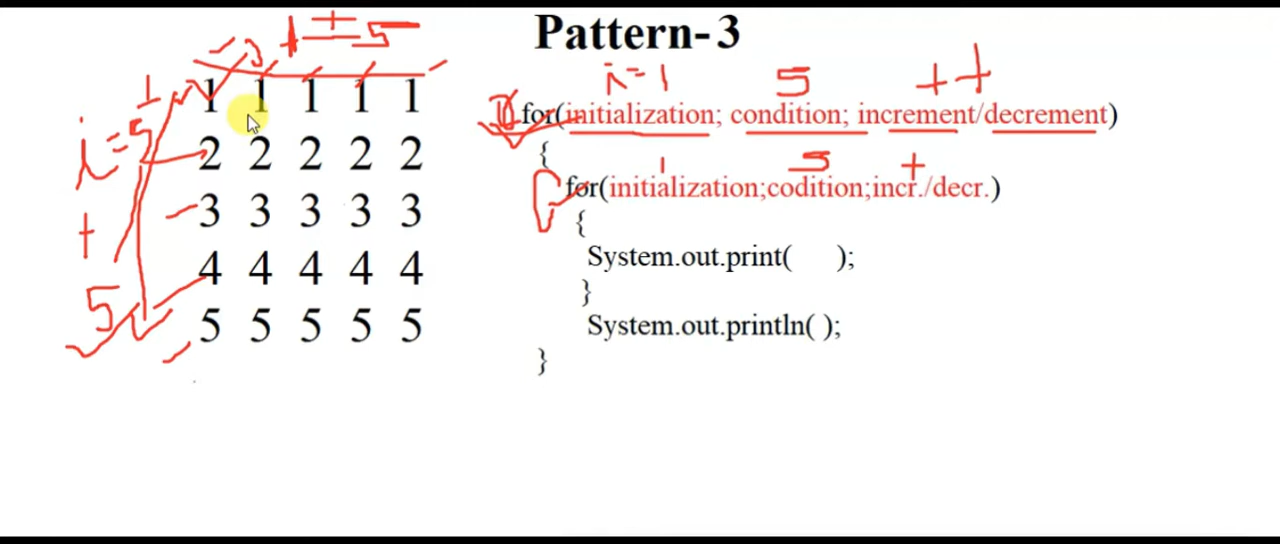 Pattern-3
1 ± 5
i=1 5 ++
1 1 1 1 1
for(initialization; condition; increment/decrement)
i=5
2 2 2 2 2
{
1 5 +
for(initialization;codition;incr./decr.)
3 3 3 3 3
{
+
4 4 4 4 4
System.out.print( );
}
5
5 5 5 5 5
System.out.println( );
}